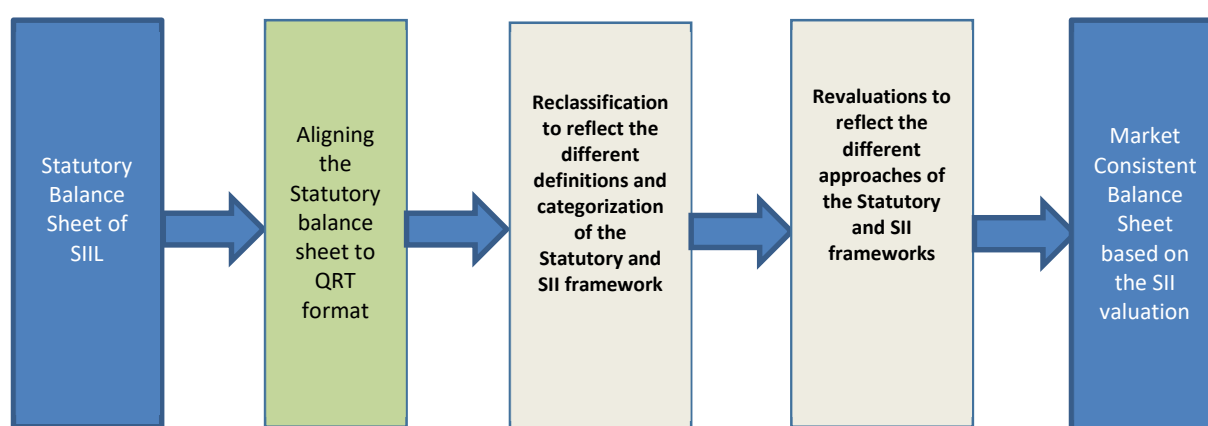 Statutory
Balance
Sheet of
SIIL
Aligning
the
Statutory
balance
sheet to
QRT
format
Reclassification
to reflect the
different
definitions and
categorization
of the
Statutory and
SII framework
Revaluations to
reflect the
different
approaches of
the Statutory
and SII
frameworks
Market
Consistent
Balance
Sheet
based on
the SII
valuation